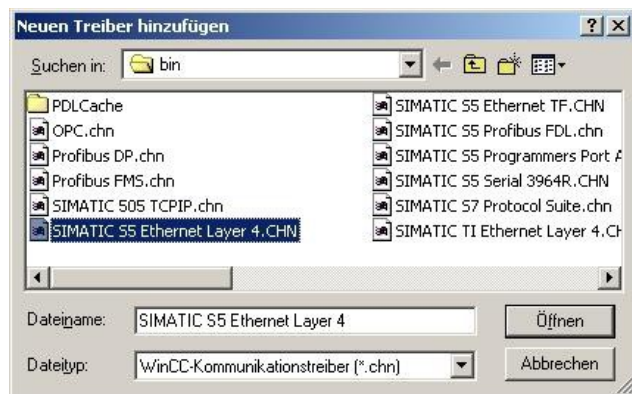 Neuen Treiber hinzufügen
Suchen in: bin
PDLCache
OPC.chn
Profibus DP.chn
Profibus FMS.chn
SIMATIC 505 TCPIP.chn
SIMATIC S5 Ethernet Layer 4.CHN
SIMATIC S5 Ethernet TF.CHN
SIMATIC S5 Profibus FDL.chn
SIMATIC S5 Programmers Port A
SIMATIC S5 Serial 3964R.CHN
SIMATIC S7 Protocol Suite.chn
SIMATIC TI Ethernet Layer 4.CH
Dateiname: SIMATIC S5 Ethernet Layer 4 Öffnen
Dateityp: WinCC-Kommunikationstreiber (*.chn) Abbrechen